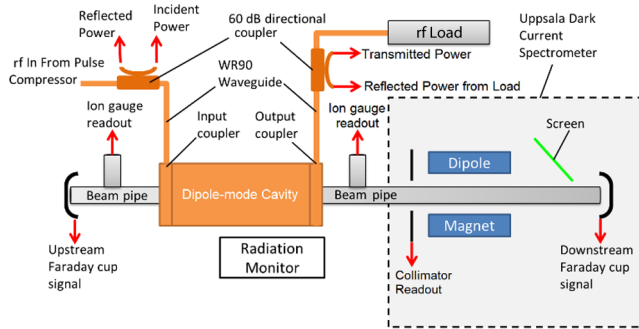 Reflected
Power
Incident
Power
60 dB directional
coupler
rf Load
Uppsala Dark
Current
Spectrometer
rf In From Pulse
Compressor
WR90
Waveguide
Transmitted Power
Reflected Power from Load
Ion gauge
readout
Input
coupler
Output
coupler
Ion gauge
readout
Screen
Dipole
Beam pipe
Dipole-mode Cavity
Beam pipe
Magnet
Upstream
Faraday cup
signal
Radiation
Monitor
Collimator
Readout
Downstream
Faraday cup
signal